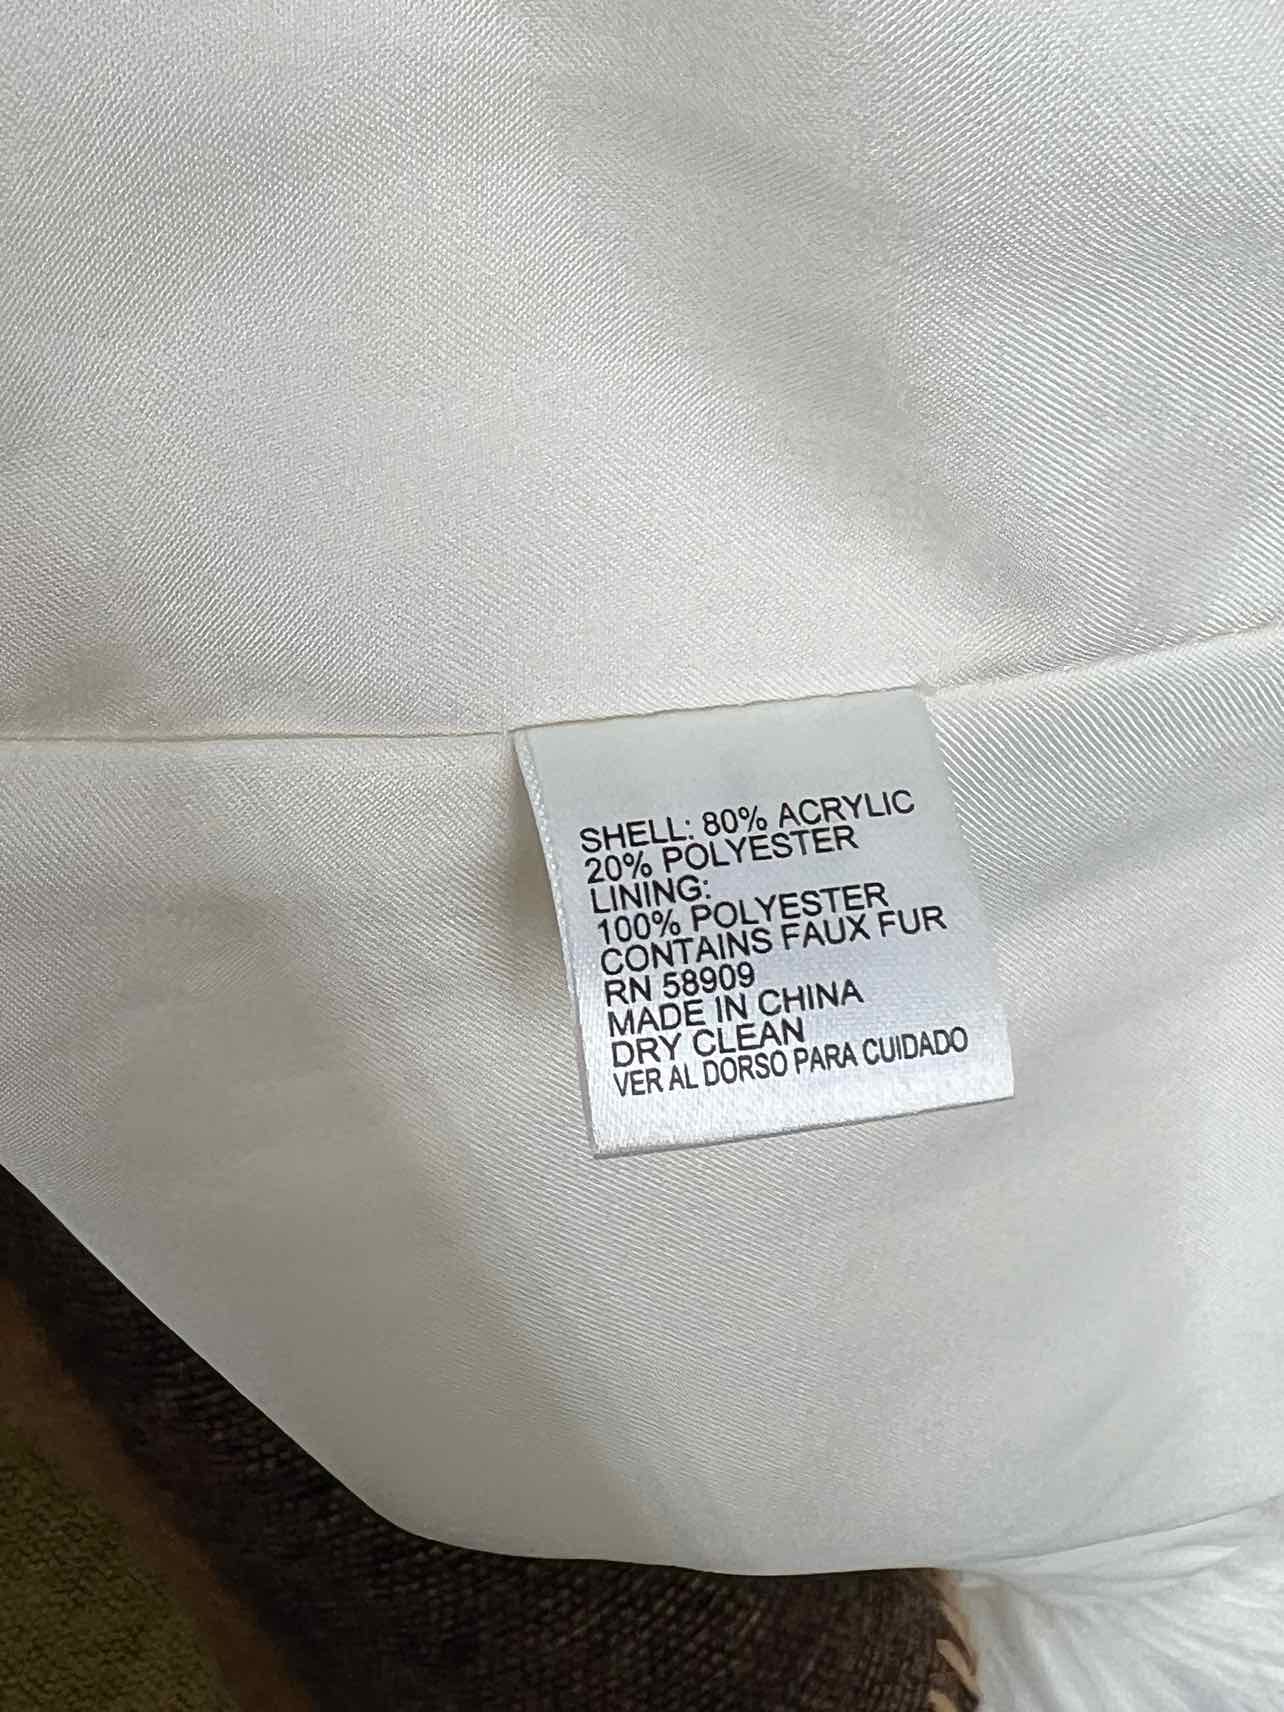 SHELL: 80% ACRYLIC
20% POLYESTER
LINING:
100% POLYESTER
CONTAINS FAUX FUR
RN 58909
MADE IN CHINA
DRY CLEAN
VER AL DORSO PARA CUIDADO